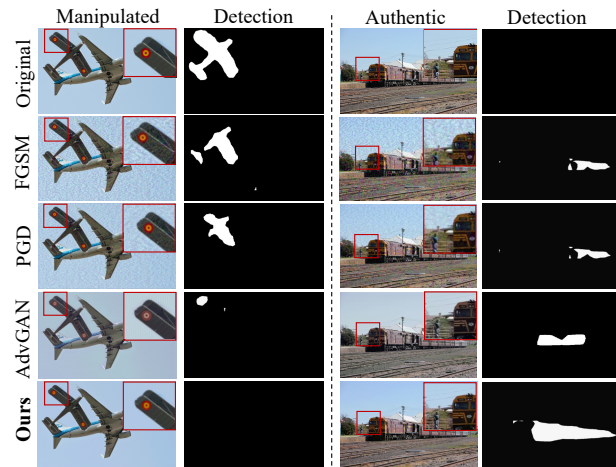 Manipulated Detection Authentic Detection
Original
FGSM
PGD
AdvGAN
Ours